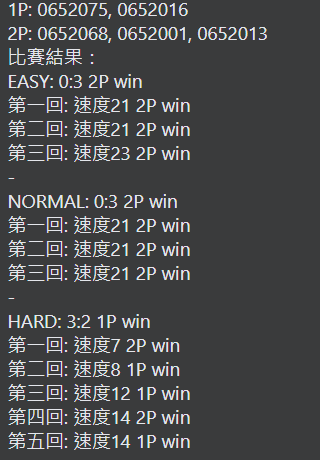 1P: 0652075, 0652016
2P: 0652068, 0652001, 0652013
比賽結果：
EASY: 0:3 2P win
第一回: 速度21 2P win
第二回: 速度21 2P win
第三回: 速度23 2P win
-
NORMAL: 0:3 2P win
第一回: 速度21 2P win
第二回: 速度21 2P win
第三回: 速度21 2P win
-
HARD: 3:2 1P win
第一回: 速度7 2P win
第二回: 速度8 1P win
第三回: 速度12 1P win
第四回: 速度14 2P win
第五回: 速度14 1P win